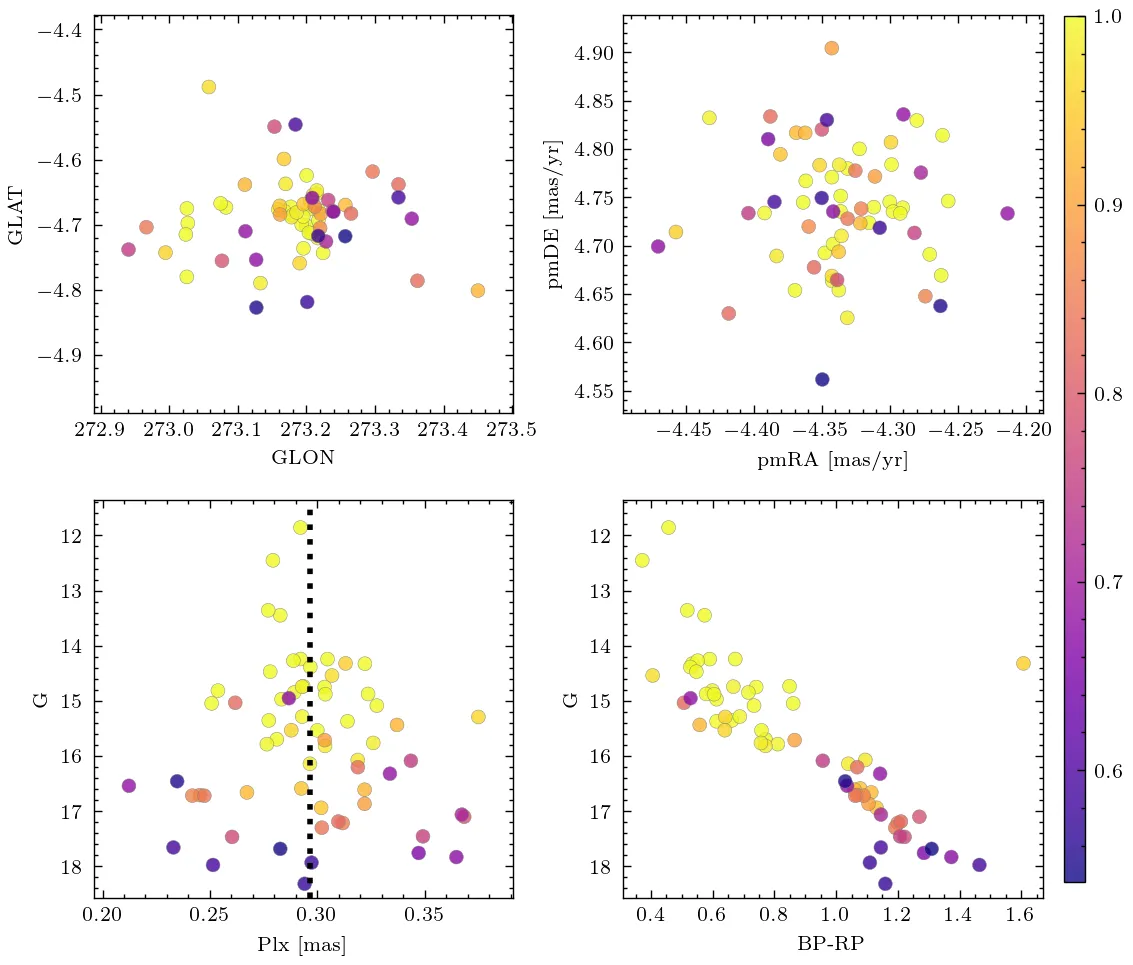 −4.4
−4.5
−4.6
−4.7
−4.8
−4.9
GLAT
272.9 273.0 273.1 273.2 273.3 273.4 273.5
GLON
4.90
4.85
4.80
4.75
4.70
4.65
4.60
4.55
pmDE [mas/yr]
−4.45 −4.40 −4.35 −4.30 −4.25 −4.20
pmRA [mas/yr]
1.0
0.9
0.8
0.7
0.6
12
13
14
15
16
17
18
G
0.20 0.25 0.30 0.35
Plx [mas]
12
13
14
15
16
17
18
G
0.4 0.6 0.8 1.0 1.2 1.4 1.6
BP-RP